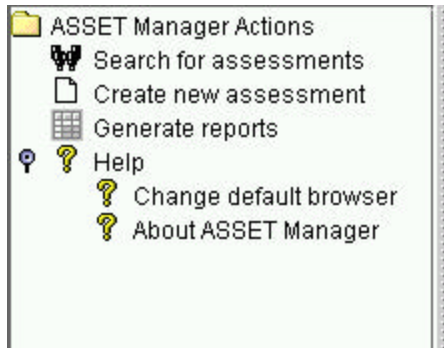 ASSET Manager Actions
Search for assessments
Create new assessment
Generate reports
Help
Change default browser
About ASSET Manager